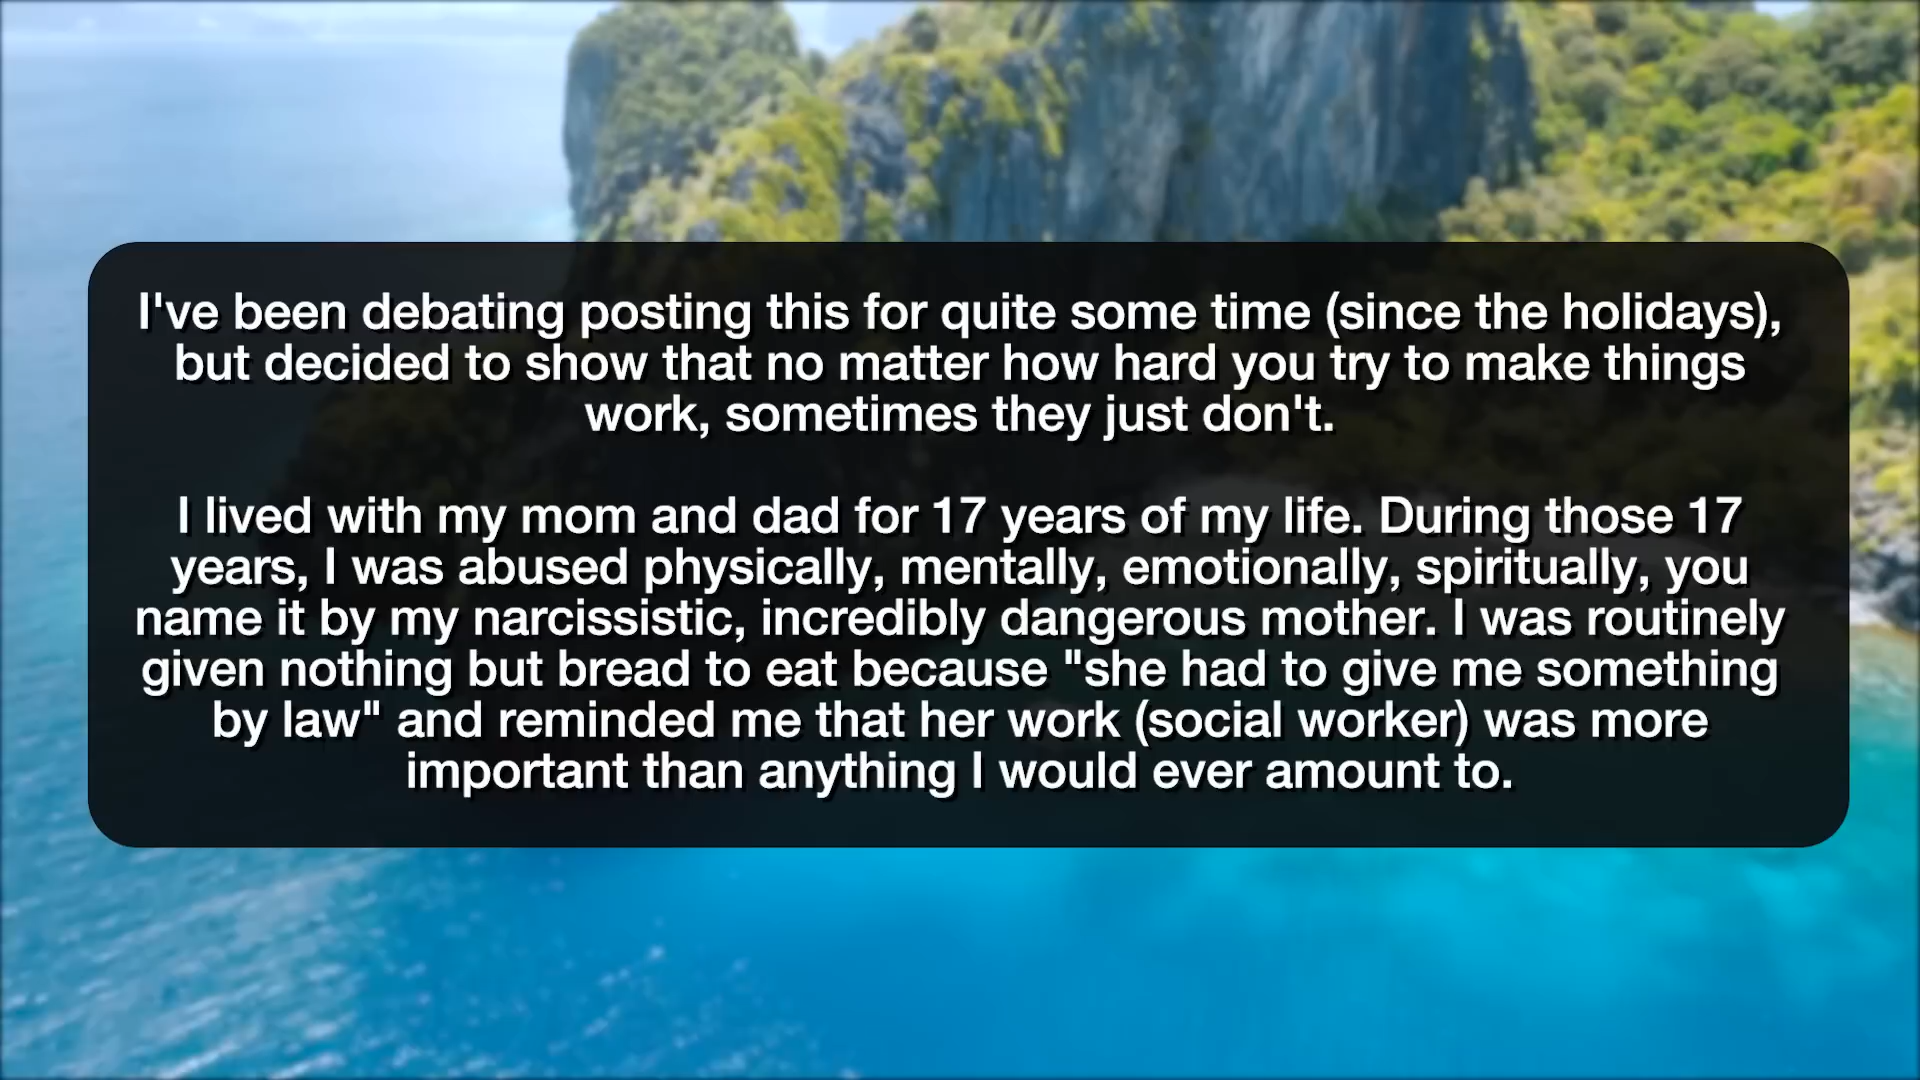 I've been debating posting this for quite some time (since the holidays),
but decided to show that no matter how hard you try to make things
work, sometimes they just don't.
I lived with my mom and dad for 17 years of my life. During those 17
years, I was abused physically, mentally, emotionally, spiritually, you
name it by my narcissistic, incredibly dangerous mother. I was routinely
given nothing but bread to eat because "she had to give me something
by law" and reminded me that her work (social worker) was more
important than anything I would ever amount to.